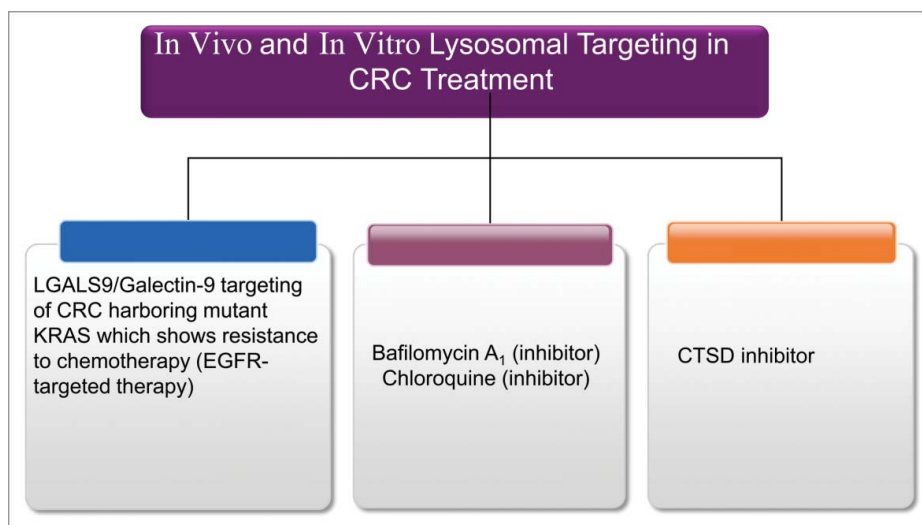 In Vivo and In Vitro Lysosomal Targeting in
CRC Treatment
LGALS9/Galectin-9 targeting
of CRC harboring mutant
KRAS which shows resistance
to chemotherapy (EGFR-
targeted therapy)
Bafilomycin A₁ (inhibitor)
Chloroquine (inhibitor)
CTSD inhibitor